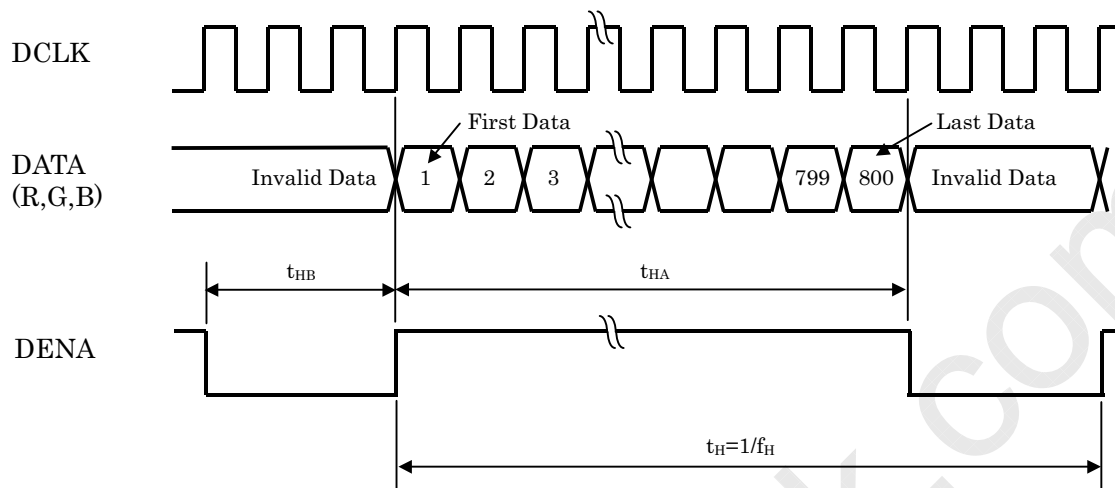 DCLK
First Data
Last Data
DATA
(R,G,B)
Invalid Data 1 2 3 799 800 Invalid Data
tHB
tHA
DENA
tH=1/fH